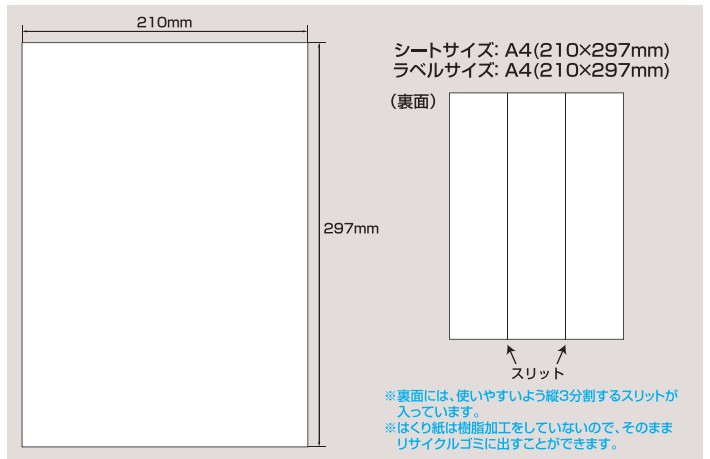 210mm
297mm
シートサイズ：A4(210×297mm)
ラベルサイズ：A4(210×297mm)
（裏面）
スリット
※裏面には、使いやすいよう縦3分割するスリットが
入っています。
※はくり紙は樹脂加工をしていないので、そのまま
リサイクルゴミに出すことができます。